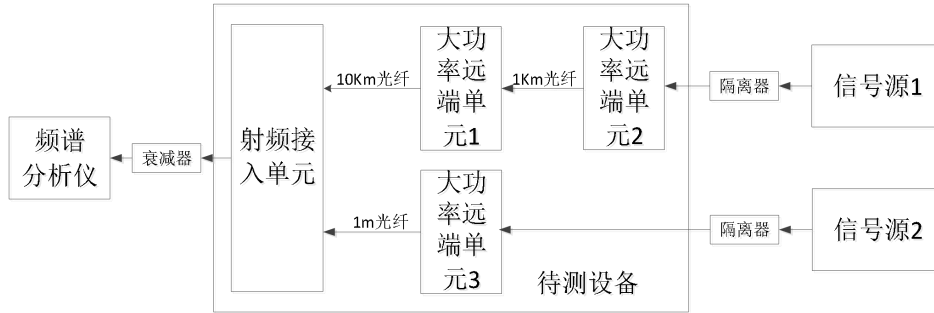 频谱
分析仪
衰减器
射频接
入单元
10Km光纤
大功
率远
端单
元1
1Km光纤
大功
率远
端单
元2
隔离器
信号源1
1m光纤
大功
率远
端单
元3
隔离器
信号源2
待测设备